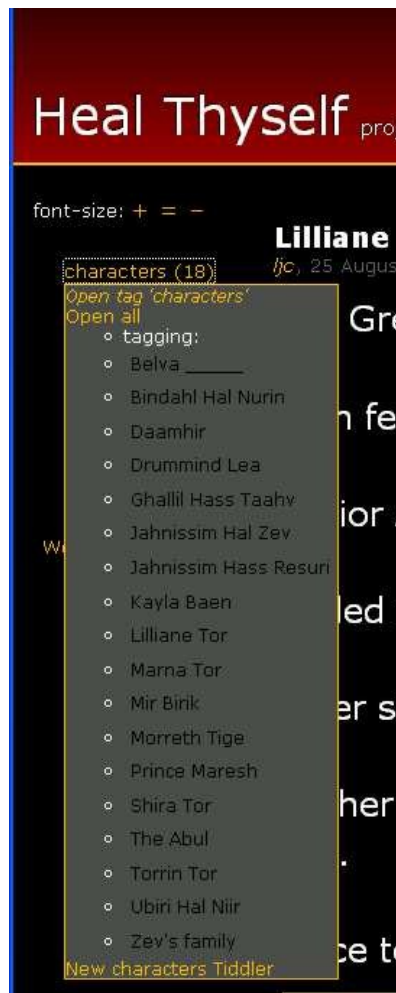 Heal Thyself
font-size: + = -
Lilliane
ljc, 25 Augus
characters (18)
Open tag 'characters'
Open all
tagging:
Belva _____
Bindahl Hal Nurin
Daamhir
Drummind Lea
Ghallil Hass Taahv
Jahnissim Hal Zev
Jahnissim Hass Resuri
Kayla Baen
Lilliane Tor
Marna Tor
Mir Birik
Morreth Tige
Prince Maresh
Shira Tor
The Abul
Torrin Tor
Ubiri Hal Niir
Zev's family
New characters Tiddler